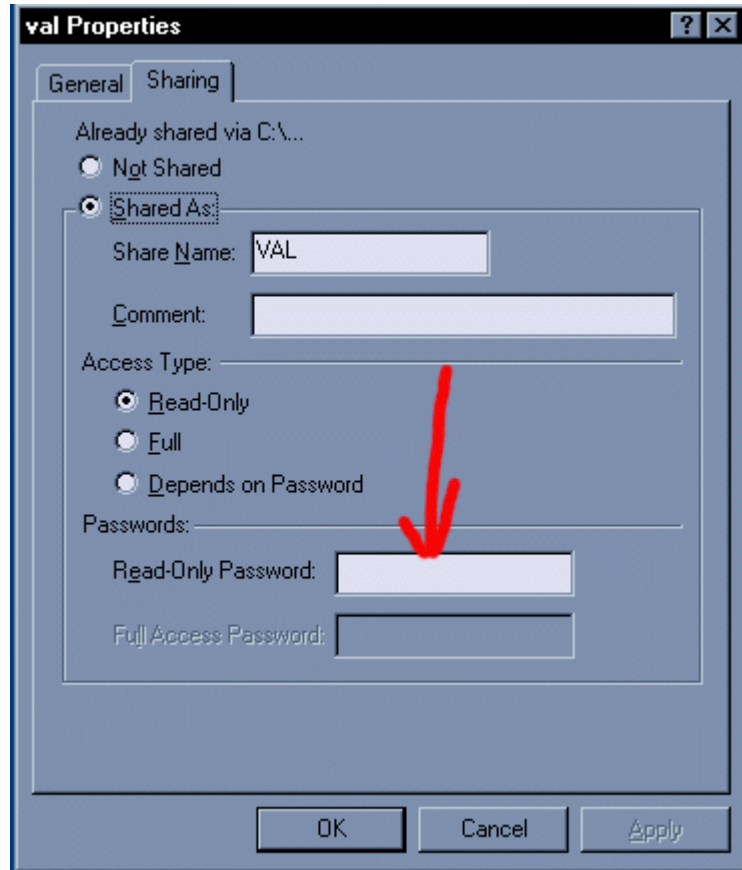 val Properties
General Sharing
Already shared via C:\...
Not Shared
Shared As:
Share Name: VAL
Comment:
Access Type:
Read-Only
Full
Depends on Password
Passwords:
Read-Only Password:
Full Access Password:
OK Cancel Apply